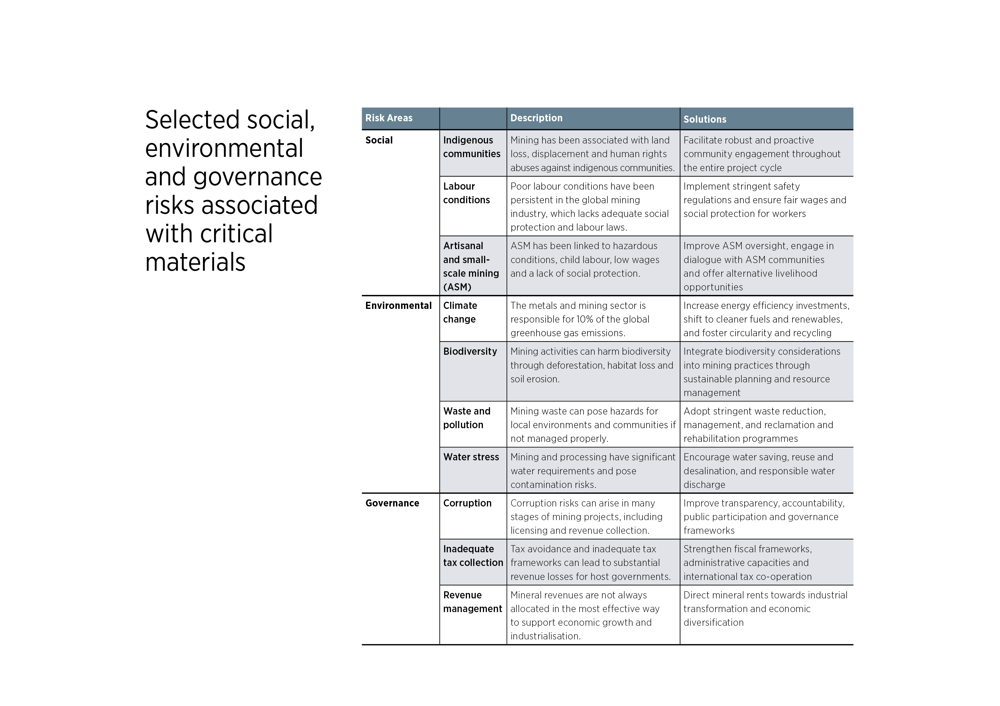 Selected social,
environmental
and governance
risks associated
with critical
materials
Risk Areas
Description
Solutions
Social
Indigenous
communities
Mining has been associated with land
loss, displacement and human rights
abuses against indigenous communities.
Facilitate robust and proactive
community engagement throughout
the entire project cycle
Labour
conditions
Poor labour conditions have been
persistent in the global mining
industry, which lacks adequate social
protection and labour laws.
Implement stringent safety
regulations and ensure fair wages and
social protection for workers
Artisanal
and small-
scale mining
(ASM)
ASM has been linked to hazardous
conditions, child labour, low wages
and a lack of social protection.
Improve ASM oversight, engage in
dialogue with ASM communities
and offer alternative livelihood
opportunities
Environmental
Climate
change
The metals and mining sector is
responsible for 10% of the global
greenhouse gas emissions.
Increase energy efficiency investments,
shift to cleaner fuels and renewables,
and foster circularity and recycling
Biodiversity
Mining activities can harm biodiversity
through deforestation, habitat loss and
soil erosion.
Integrate biodiversity considerations
into mining practices through
sustainable planning and resource
management
Waste and
pollution
Mining waste can pose hazards for
local environments and communities if
not managed properly.
Adopt stringent waste reduction,
management, and reclamation and
rehabilitation programmes
Water stress
Mining and processing have significant
water requirements and pose
contamination risks.
Encourage water saving, reuse and
desalination, and responsible water
discharge
Governance
Corruption
Corruption risks can arise in many
stages of mining projects, including
licensing and revenue collection.
Improve transparency, accountability,
public participation and governance
frameworks
Inadequate
tax collection
Tax avoidance and inadequate tax
frameworks can lead to substantial
revenue losses for host governments.
Strengthen fiscal frameworks,
administrative capacities and
international tax co-operation
Revenue
management
Mineral revenues are not always
allocated in the most effective way
to support economic growth and
industrialisation.
Direct mineral rents towards industrial
transformation and economic
diversification